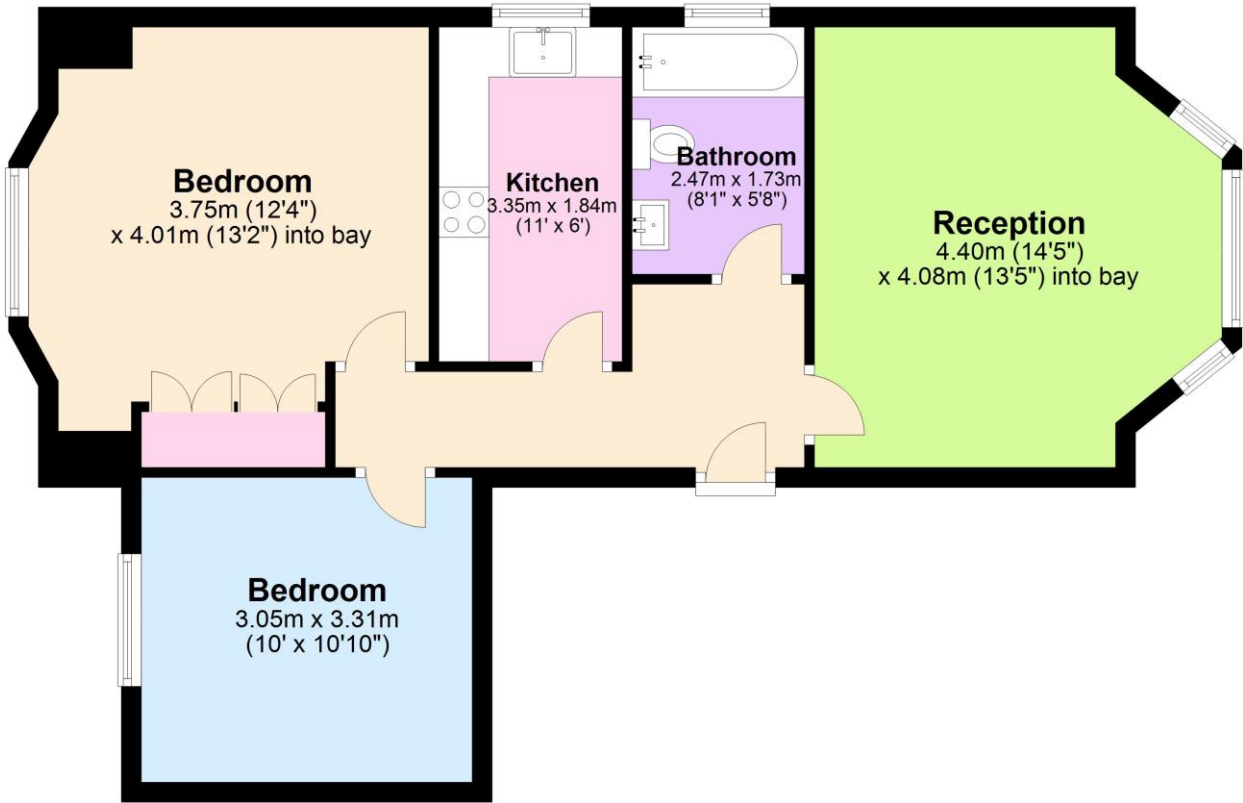 Bedroom
3.75m (12'4")
x 4.01m (13'2") into bay
Kitchen
3.35m x 1.84m
(11' x 6')
Bathroom
2.47m x 1.73m
(8'1" x 5'8")
Reception
4.40m (14'5")
x 4.08m (13'5") into bay
Bedroom
3.05m x 3.31m
(10' x 10'10")